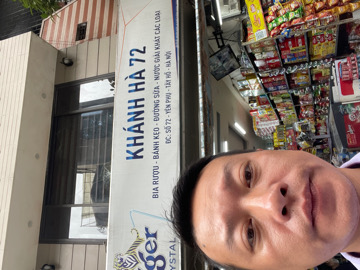 KHÁNH HÀ 72
BIA RƯỢU - BÁNH KẸO - ĐƯỜNG SỮA - NƯỚC GIẢI KHÁT CÁC LOẠI
ĐC: SỐ 72 - YÊN PHỤ - TÂY HỒ - HÀ NỘI
ger
YSTAL